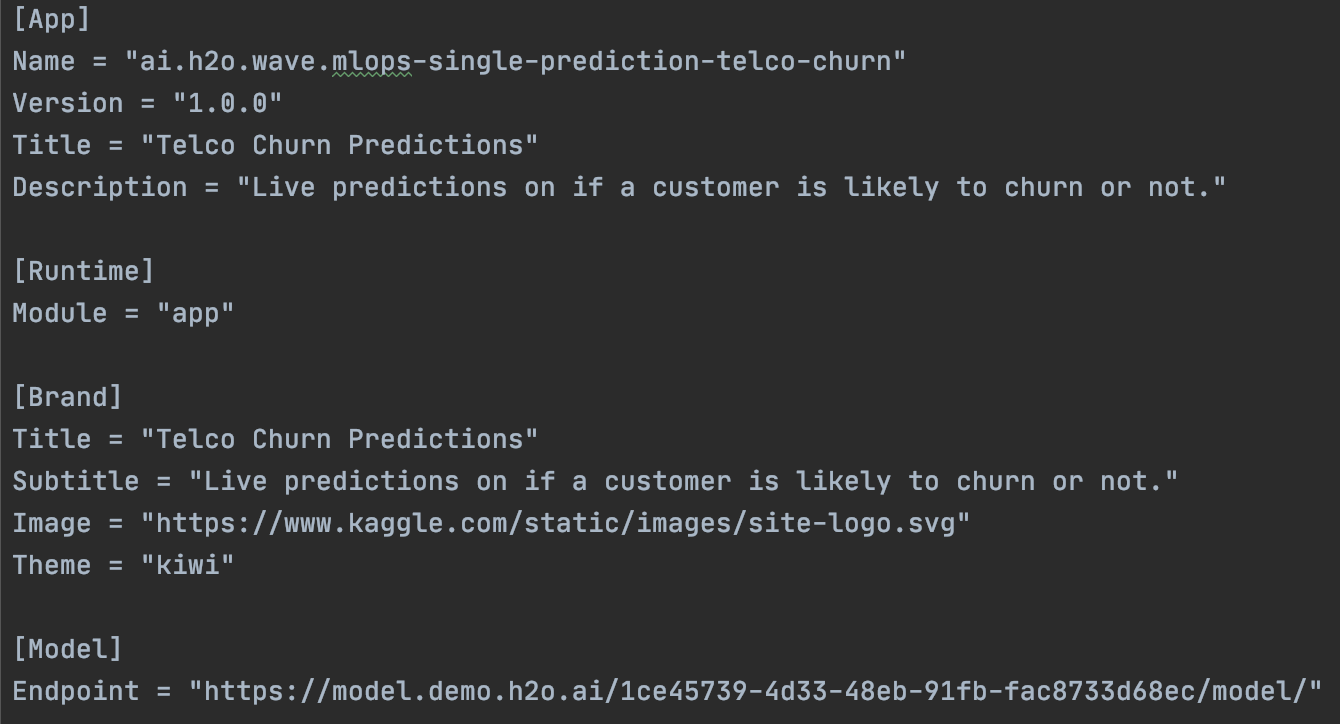 [App]
Name = "ai.h2o.wave.mlops-single-prediction-telco-churn"
Version = "1.0.0"
Title = "Telco Churn Predictions"
Description = "Live predictions on if a customer is likely to churn or not."
[Runtime]
Module = "app"
[Brand]
Title = "Telco Churn Predictions"
Subtitle = "Live predictions on if a customer is likely to churn or not."
Image = "https://www.kaggle.com/static/images/site-logo.svg"
Theme = "kiwi"
[Model]
Endpoint = "https://model.demo.h2o.ai/1ce45739-4d33-48eb-91fb-fac8733d68ec/model/"